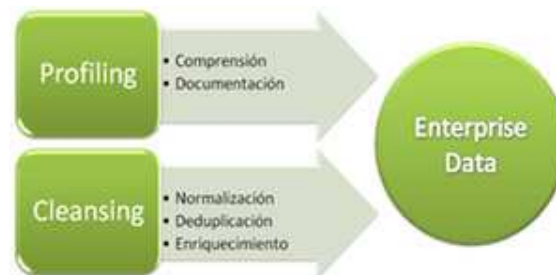 Profiling
• Comprensión
• Documentación
Cleansing
• Normalización
• Deduplicación
• Enriquecimiento
Enterprise
Data